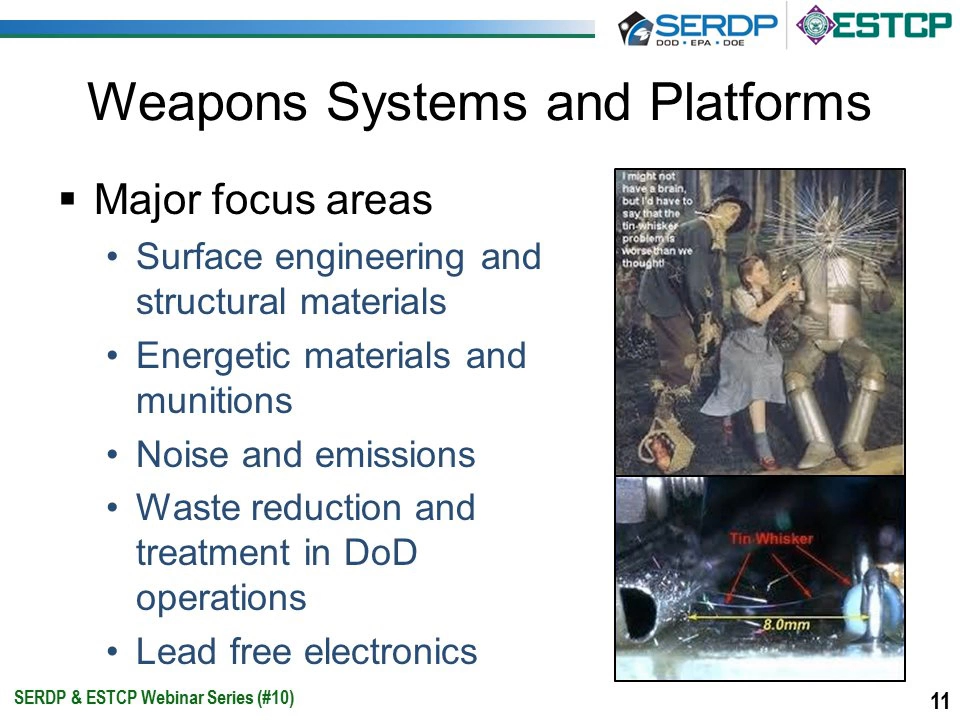 SERDP
DOD • EPA • DOE
ESTCP
Weapons Systems and Platforms
▪ Major focus areas
• Surface engineering and
structural materials
• Energetic materials and
munitions
• Noise and emissions
• Waste reduction and
treatment in DoD
operations
• Lead free electronics
I might not
have a brain,
but I'd have to
say that the
tin-whisker
problem is
worse than we
thought!
Tin Whisker
8.0mm
SERDP & ESTCP Webinar Series (#10)
11